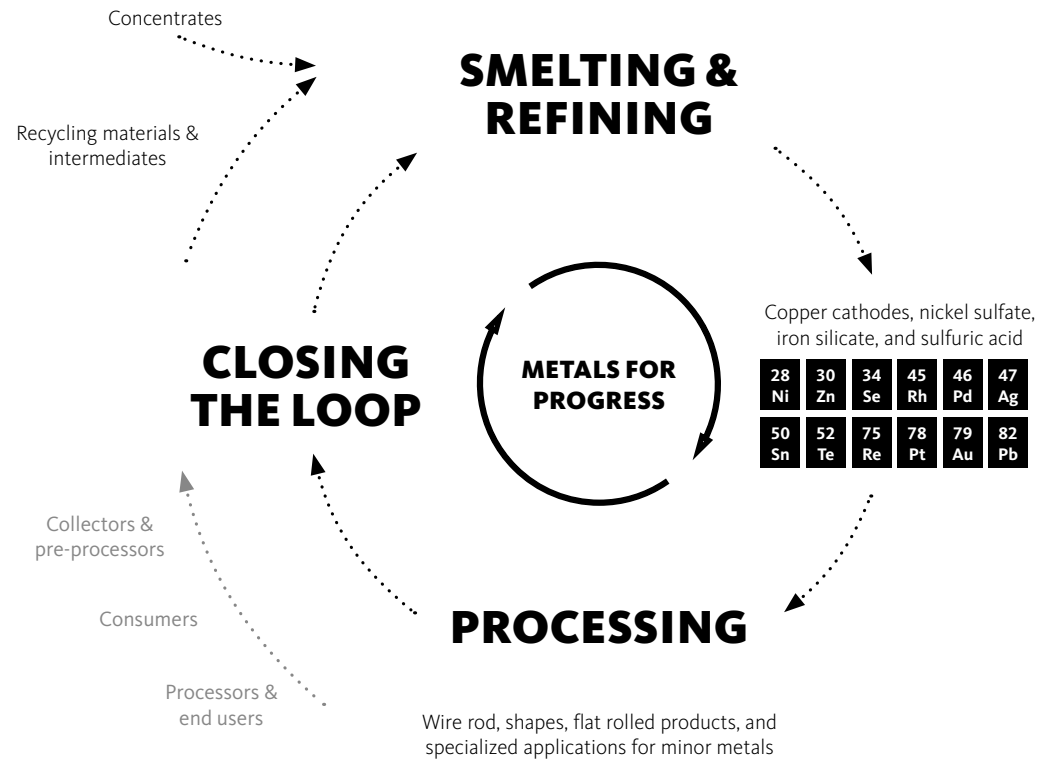 Concentrates
SMELTING &
REFINING
Recycling materials &
intermediates
Copper cathodes, nickel sulfate,
iron silicate, and sulfuric acid
28 30 34 45 46 47
Ni Zn Se Rh Pd Ag
50 52 75 78 79 82
Sn Te Re Pt Au Pb
CLOSING
THE LOOP
METALS FOR
PROGRESS
Collectors &
pre-processors
Consumers
Processors &
end users
PROCESSING
Wire rod, shapes, flat rolled products, and
specialized applications for minor metals